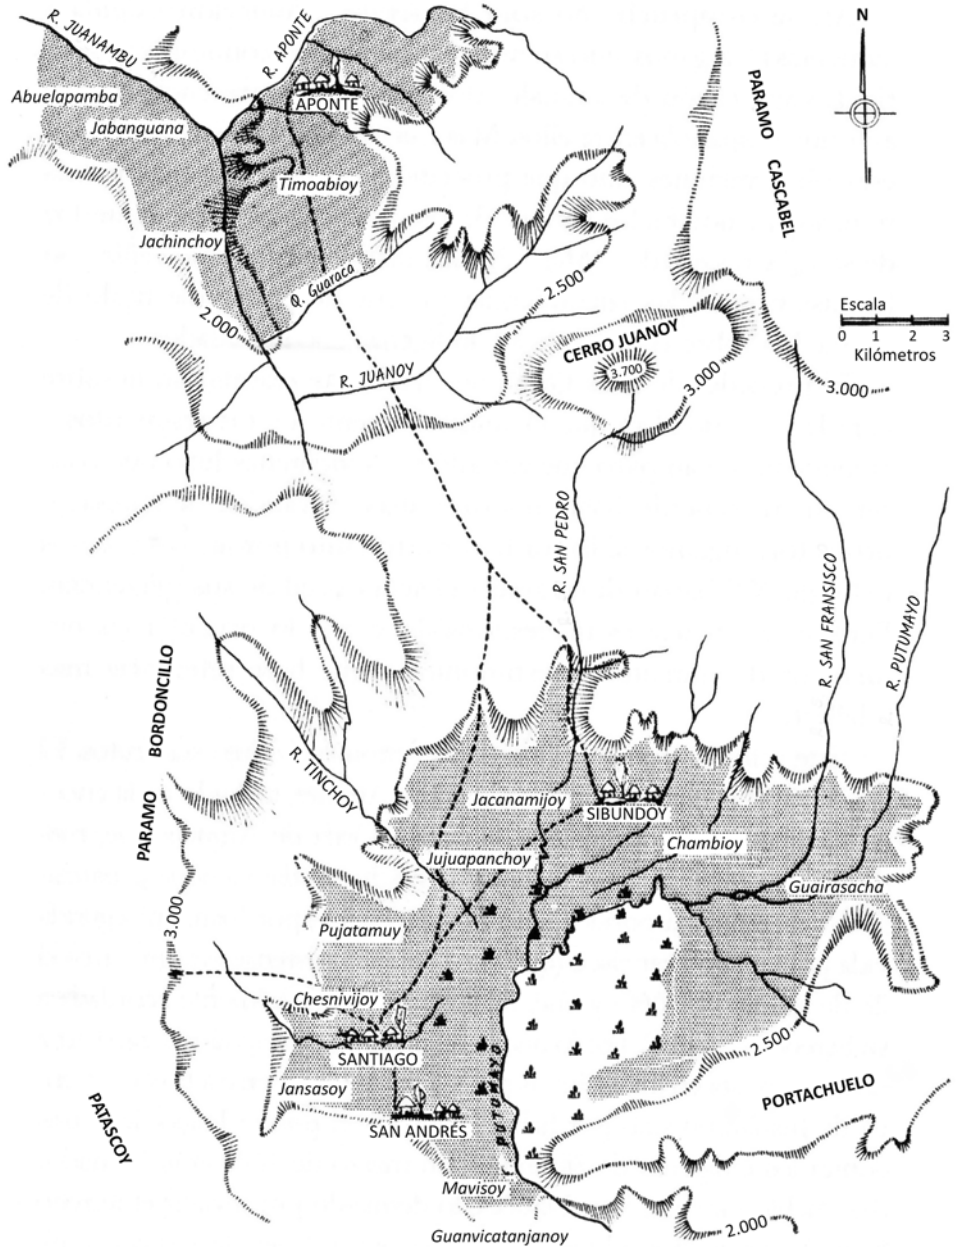 R. JUANAMBU
R. APONTE
N
Abuelapamba
APONTE
PARAMO CASCABEL
Jabanguana
Timoabioy
Jachinchoy
Q. Guaraca
2.500
Escala
0 1 2 3
Kilómetros
2.000
CERRO JUANOY
3.700
R. JUANOY
3.000
3.000
R. SAN PEDRO
R. SAN FRANSISCO
R. PUTUMAYO
PARAMO BORDONCILLO
R. TINCHOY
Jacanamijoy
SIBUNDOY
Chambioy
Jujuapanchoy
Guairasacha
3.000
Pujatamuy
Chesnivijoy
SANTIAGO
2.500
Jansasoy
PUTUMAYO
PORTACHUELO
PATASCOY
SAN ANDRÉS
Mavisoy
2.000
Guanvicatanjanoy